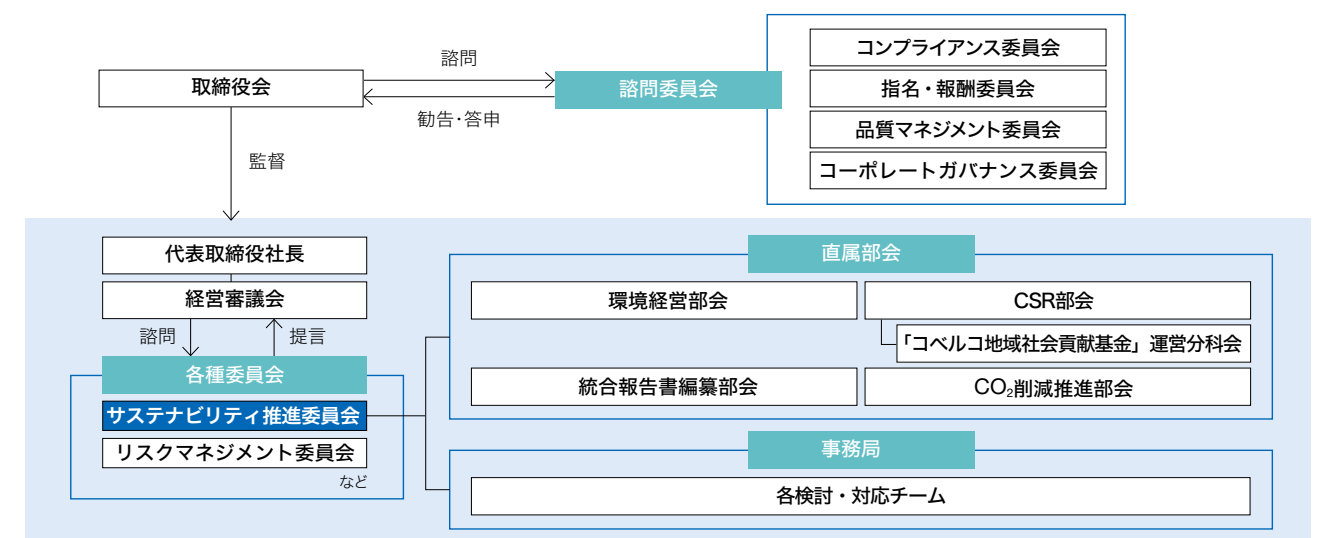 諮問
取締役会
諮問委員会
勧告・答申
コンプライアンス委員会
指名・報酬委員会
品質マネジメント委員会
コーポレートガバナンス委員会
監督
代表取締役社長
経営審議会
諮問
提言
各種委員会
サステナビリティ推進委員会
リスクマネジメント委員会
など
直属部会
環境経営部会
CSR部会
「コベルコ地域社会貢献基金」運営分科会
統合報告書編纂部会
CO₂削減推進部会
事務局
各検討・対応チーム